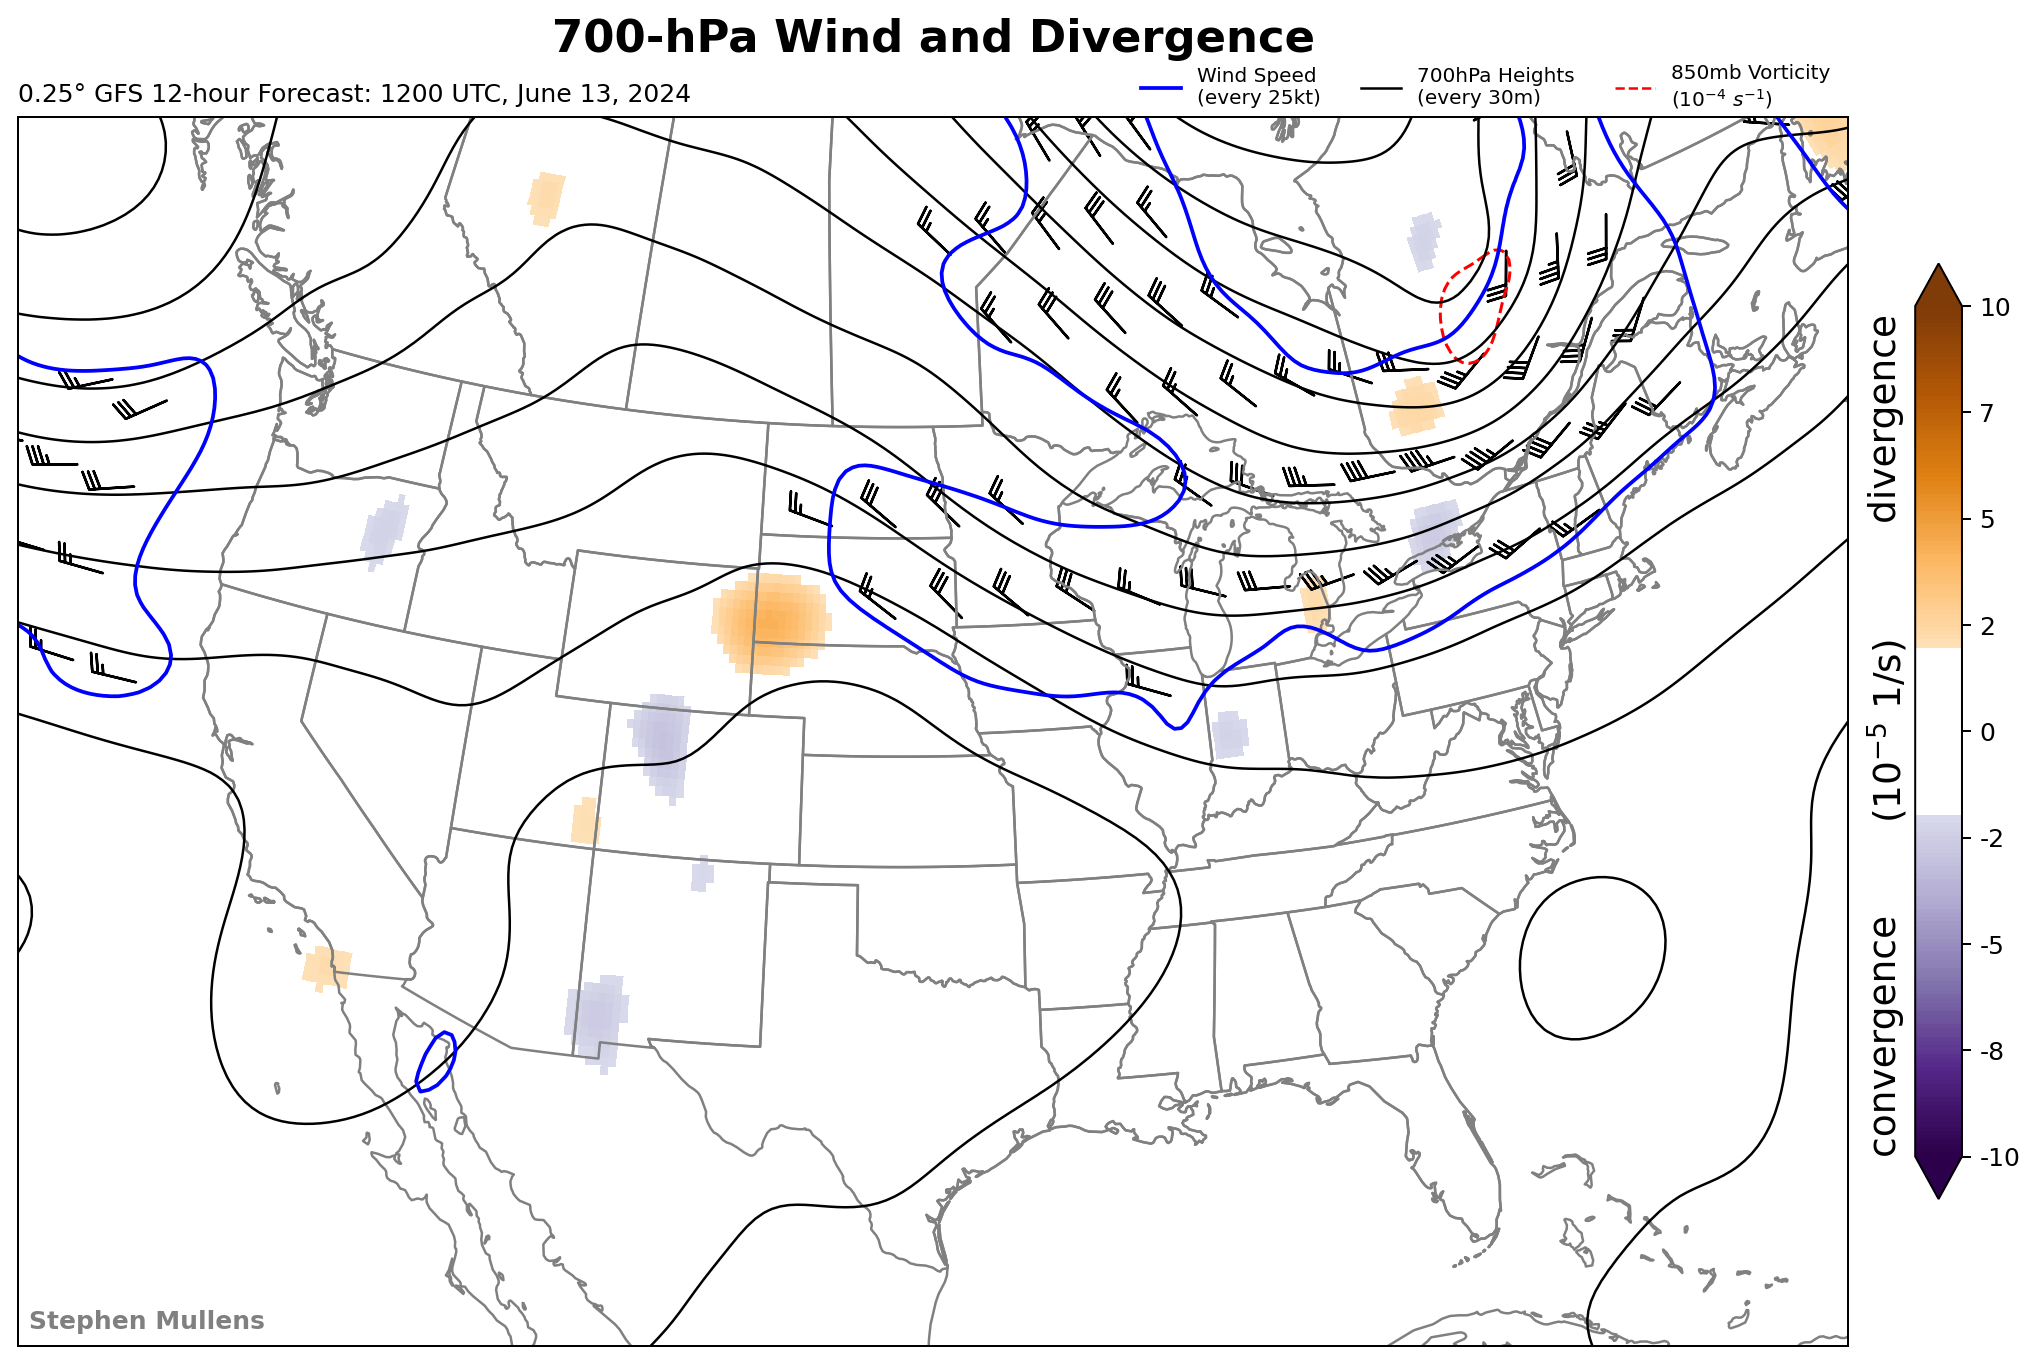 700-hPa Wind and Divergence
0.25° GFS 12-hour Forecast: 1200 UTC, June 13, 2024
Wind Speed
(every 25kt)
700hPa Heights
(every 30m)
850mb Vorticity
(10⁻⁴ s⁻¹)
10
7
5
2
0
-2
-5
-8
-10
convergence (10⁻⁵ 1/s) divergence
Stephen Mullens